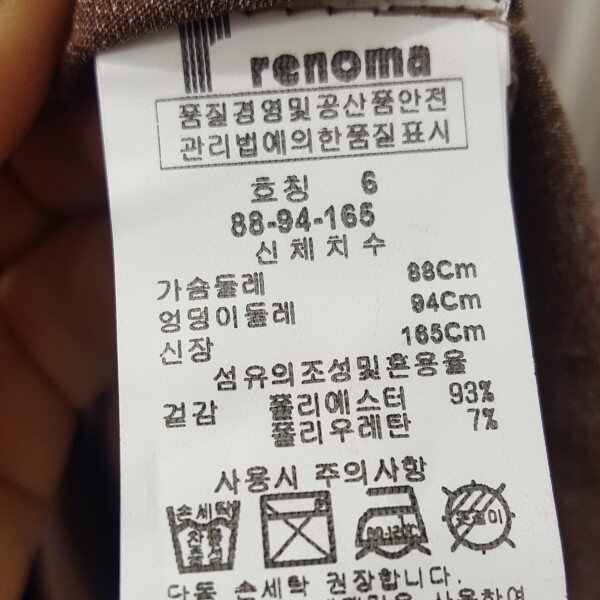 renoma
품질경영및공산품안전
관리법에의한품질표시
호칭 6
88-94-165
신체치수
가슴둘레 88Cm
엉덩이둘레 94Cm
신장 165Cm
섬유의조성및혼용율
겉감 폴리에스터 93%
폴리우레탄 7%
사용시 주의사항
손세탁
단독 손세탁 권장합니다.